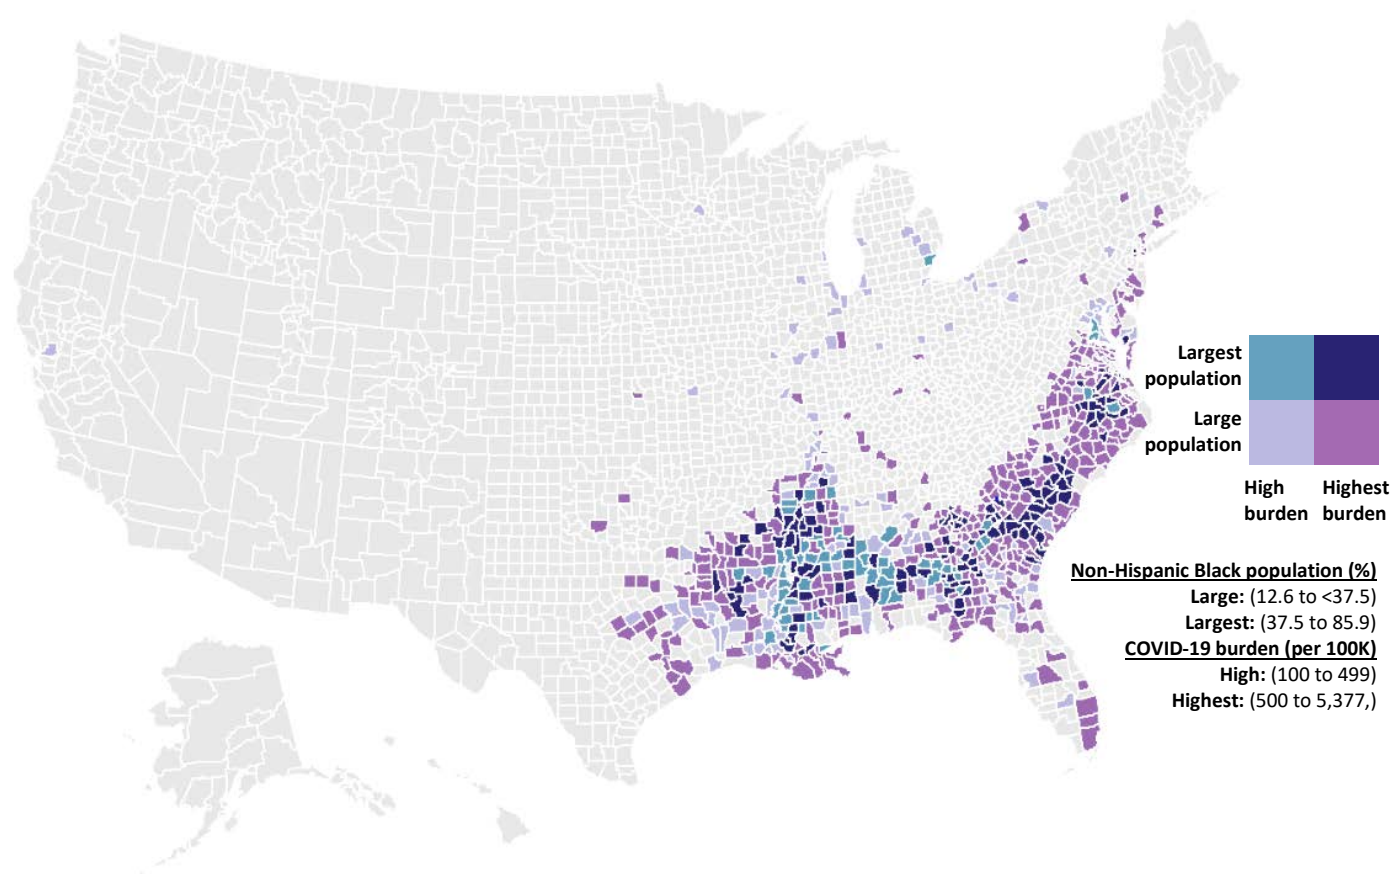 Largest
population
Large
population
High Highest
burden burden
Non-Hispanic Black population (%)
Large: (12.6 to <37.5)
Largest: (37.5 to 85.9)
COVID-19 burden (per 100K)
High: (100 to 499)
Highest: (500 to 5,377,)